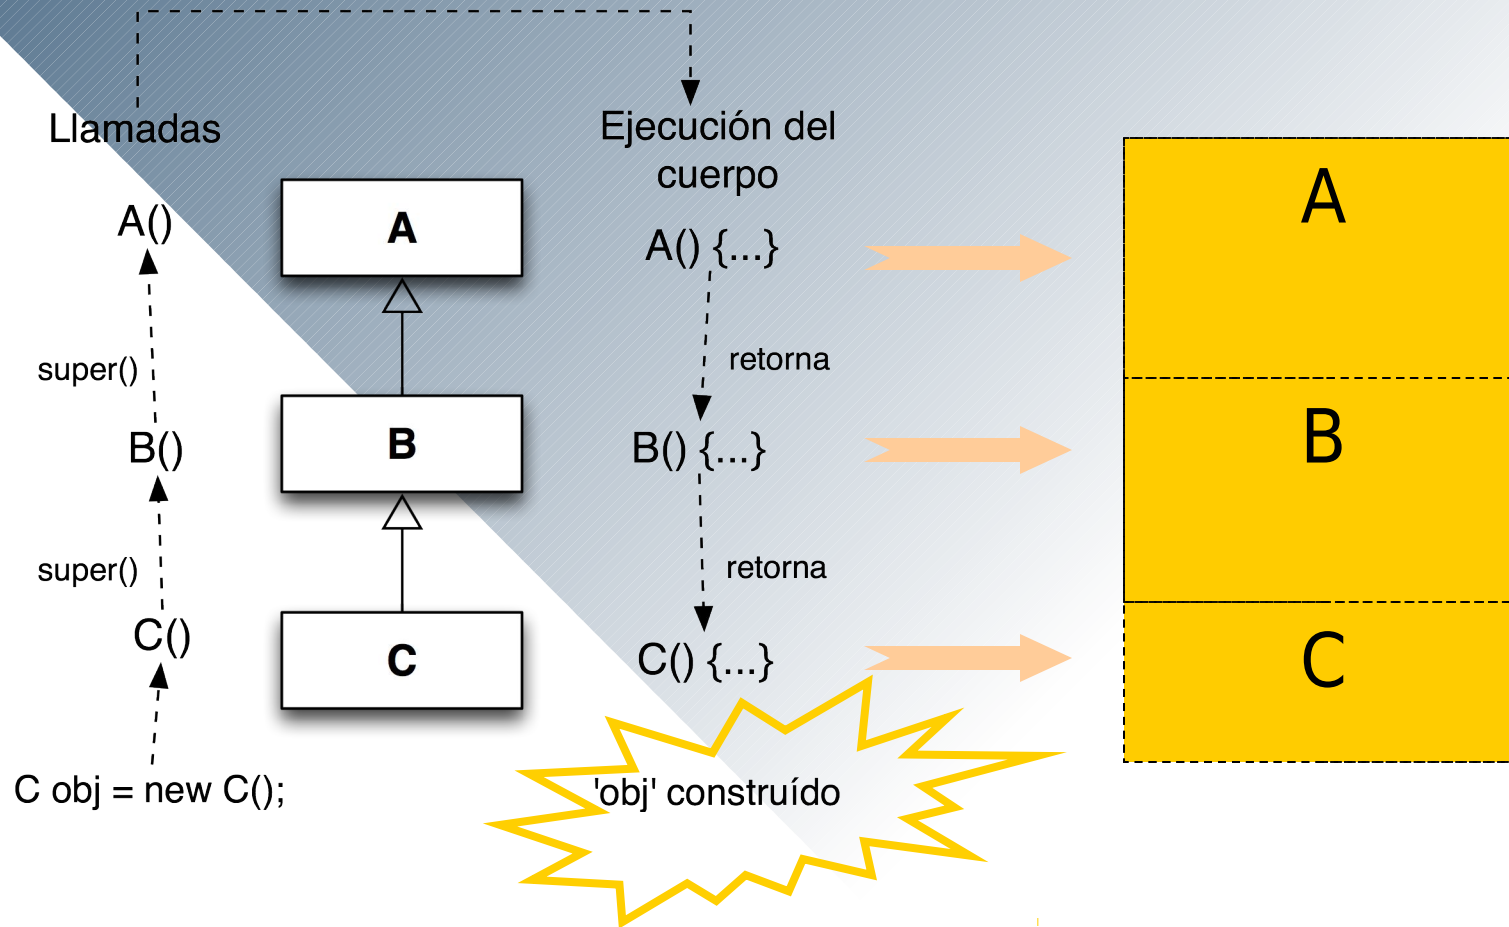 Llamadas
Ejecución del
cuerpo
A()
A
A() {...}
A
super()
retorna
B()
B
B() {...}
B
super()
retorna
C()
C
C() {...}
C
C obj = new C();
'obj' construído